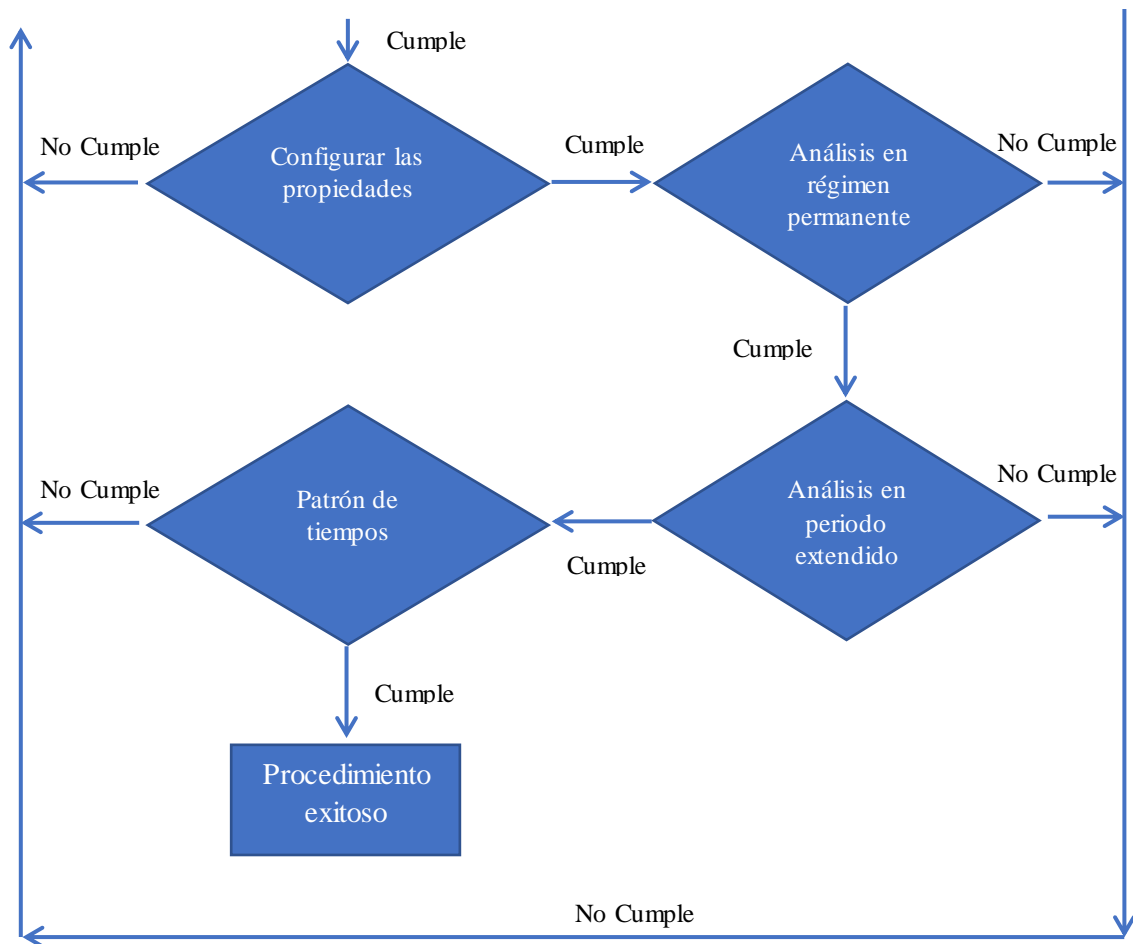 Cumple
No Cumple
Configurar las
propiedades
Cumple
Análisis en
régimen
permanente
No Cumple
Cumple
No Cumple
Patrón de
tiempos
Cumple
Análisis en
periodo
extendido
No Cumple
Cumple
Procedimiento
exitoso
No Cumple